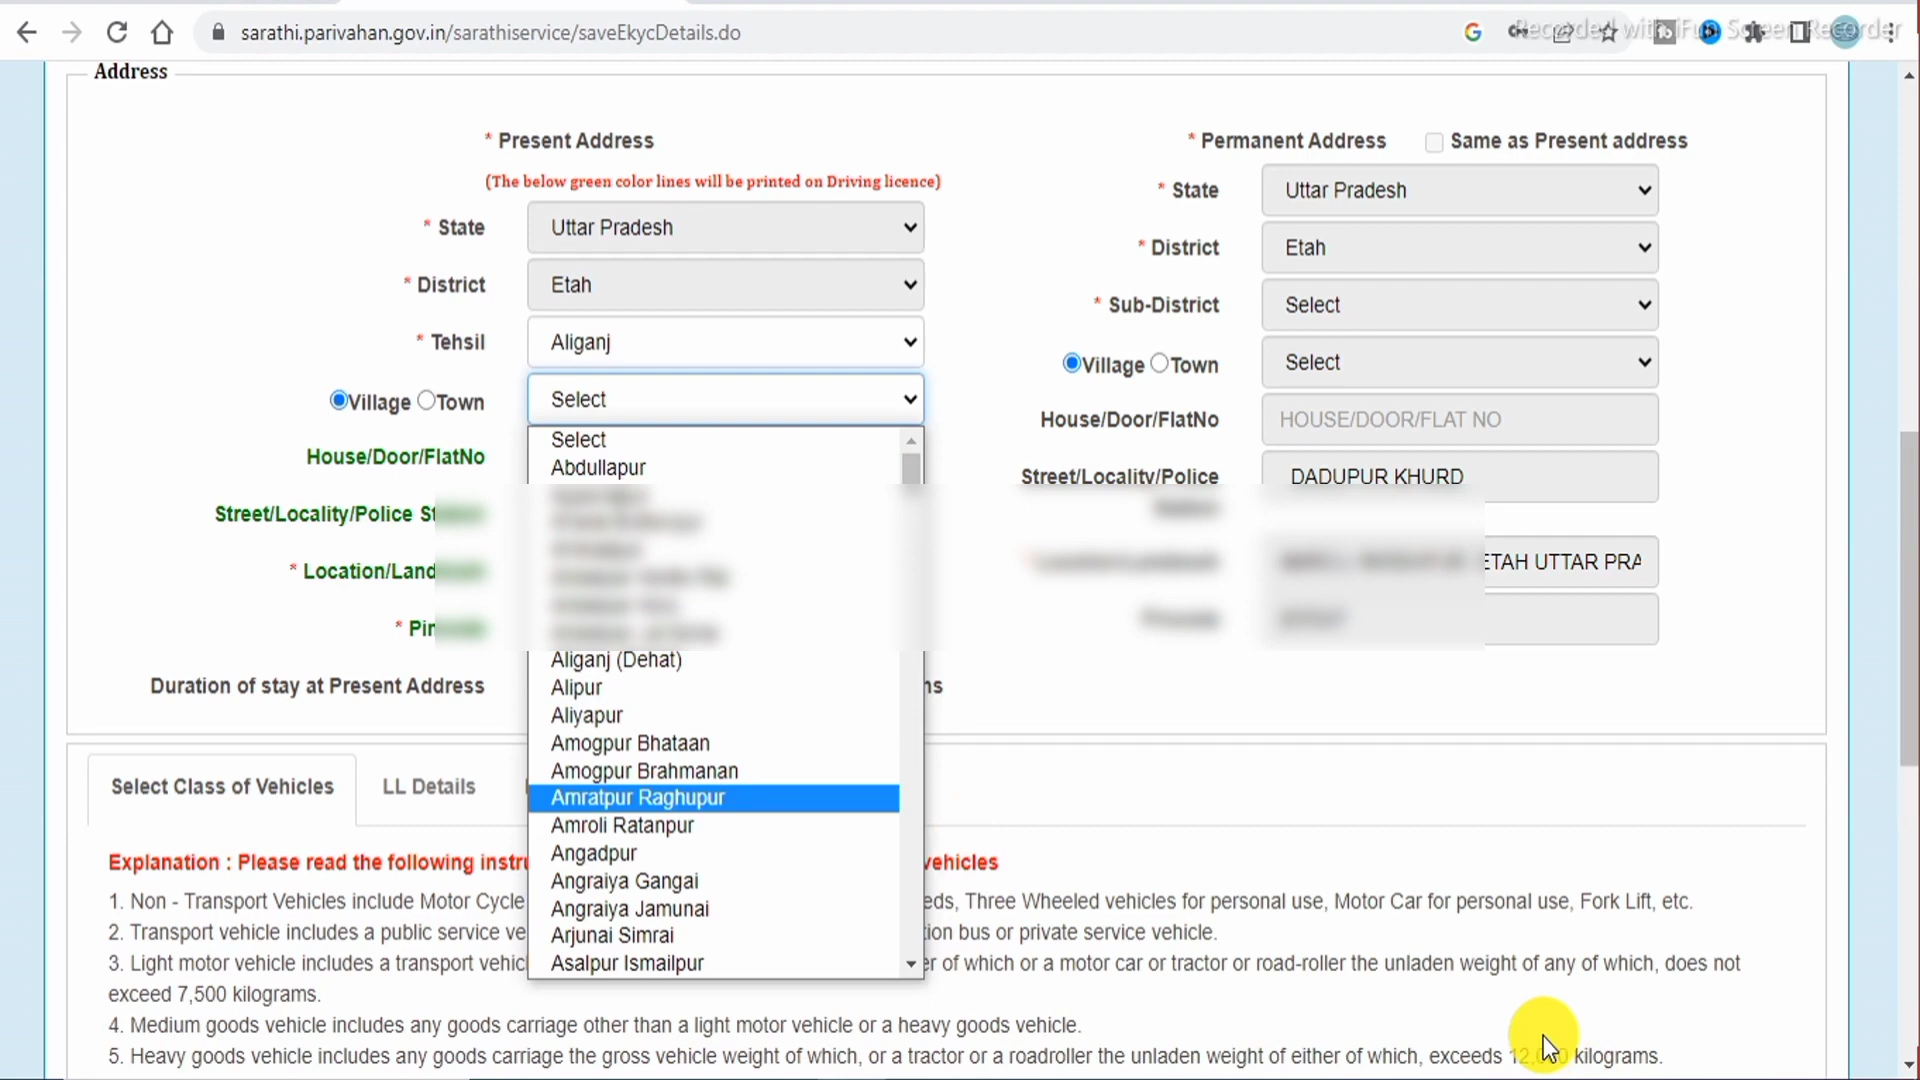 sarathi.parivahan.gov.in/sarathiservice/saveEkycDetails.do
Recorded with iFun Screen Recorder
Address
* Present Address
(The below green color lines will be printed on Driving licence)
* State Uttar Pradesh
* District Etah
* Tehsil Aliganj
Village Town Select
House/Door/FlatNo
Street/Locality/Police
* Location/
*
Duration of stay at Present Address
Select
Abdullapur
Aliganj (Dehat)
Alipur
Aliyapur
Amogpur Bhataan
Amogpur Brahmanan
Amratpur Raghupur
Amroli Ratanpur
Angadpur
Angraiya Gangai
Angraiya Jamunai
Arjunai Simrai
Asalpur Ismailpur
* Permanent Address Same as Present address
* State Uttar Pradesh
* District Etah
* Sub-District Select
Village Town Select
House/Door/FlatNo HOUSE/DOOR/FLAT NO
Street/Locality/Police DADUPUR KHURD
ETAH UTTAR PRA
Select Class of Vehicles LL Details
Explanation : Please read the following vehicles
1. Non - Transport Vehicles include Motor Cycle Three Wheeled vehicles for personal use, Motor Car for personal use, Fork Lift, etc.
2. Transport vehicle includes a public service bus or private service vehicle.
3. Light motor vehicle includes a transport of which or a motor car or tractor or road-roller the unladen weight of any of which, does not
exceed 7,500 kilograms.
4. Medium goods vehicle includes any goods carriage other than a light motor vehicle or a heavy goods vehicle.
5. Heavy goods vehicle includes any goods carriage the gross vehicle weight of which, or a tractor or a roadroller the unladen weight of either of which, exceeds kilograms.